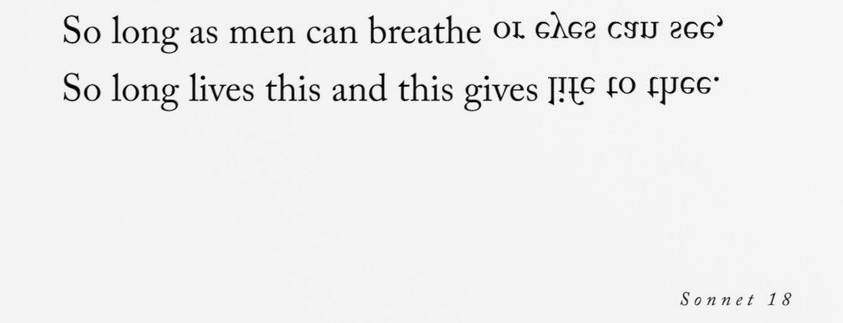 So long as men can breathe or eyes can see,
So long lives this and this gives life to thee.
Sonnet 18